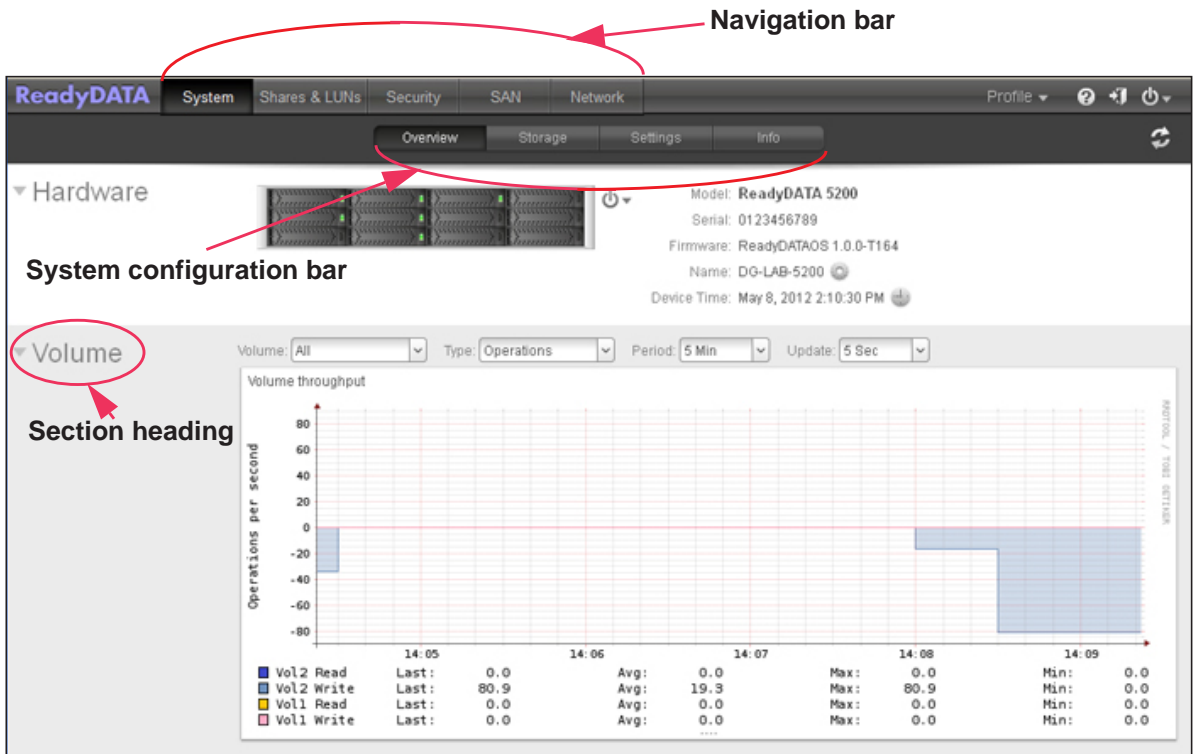 Navigation bar
ReadyDATA System Shares & LUNs Security SAN Network Profile
Overview Storage Settings Info
Hardware
Model: ReadyDATA 5200
Serial: 0123456789
Firmware: ReadyDATAOS 1.0.0-T164
Name: DG-LAB-5200
Device Time: May 8, 2012 2:10:30 PM
System configuration bar
Volume
Volume: All Type: Operations Period: 5 Min Update: 5 Sec
Section heading
Volume throughput
Operations per second
80
60
40
20
0
-20
-40
-60
-80
14:05 14:06 14:07 14:08 14:09
RRDTOOL / TOBI OETIKER
Vol2 Read Last: 0.0 Avg: 0.0 Max: 0.0 Min: 0.0
Vol2 Write Last: 80.9 Avg: 19.3 Max: 80.9 Min: 0.0
Vol1 Read Last: 0.0 Avg: 0.0 Max: 0.0 Min: 0.0
Vol1 Write Last: 0.0 Avg: 0.0 Max: 0.0 Min: 0.0